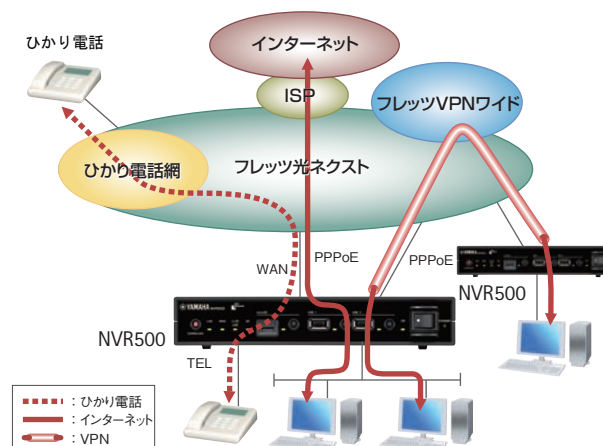 ひかり電話
インターネット
ISP
フレッツVPNワイド
ひかり電話網
フレッツ光ネクスト
WAN
PPPoE
PPPoE
YAMAHA
NVR500
NVR500
TEL
: ひかり電話
: インターネット
: VPN